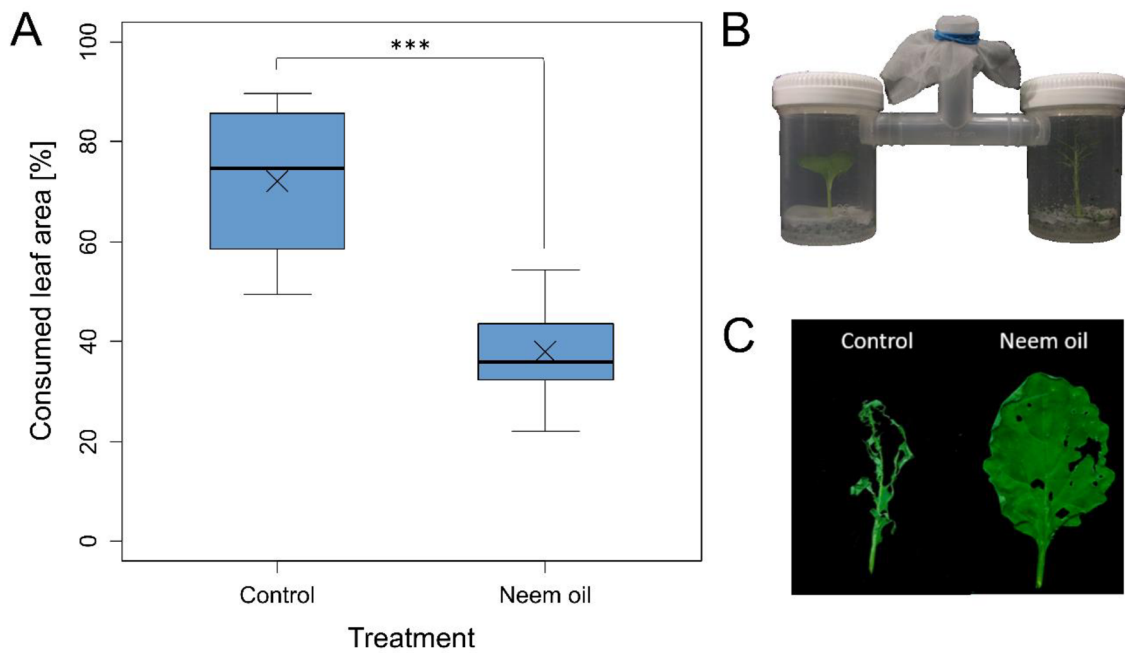 A
***
100
80
60
40
20
0
Consumed leaf area [%]
Control
Neem oil
Treatment
B
C
Control
Neem oil